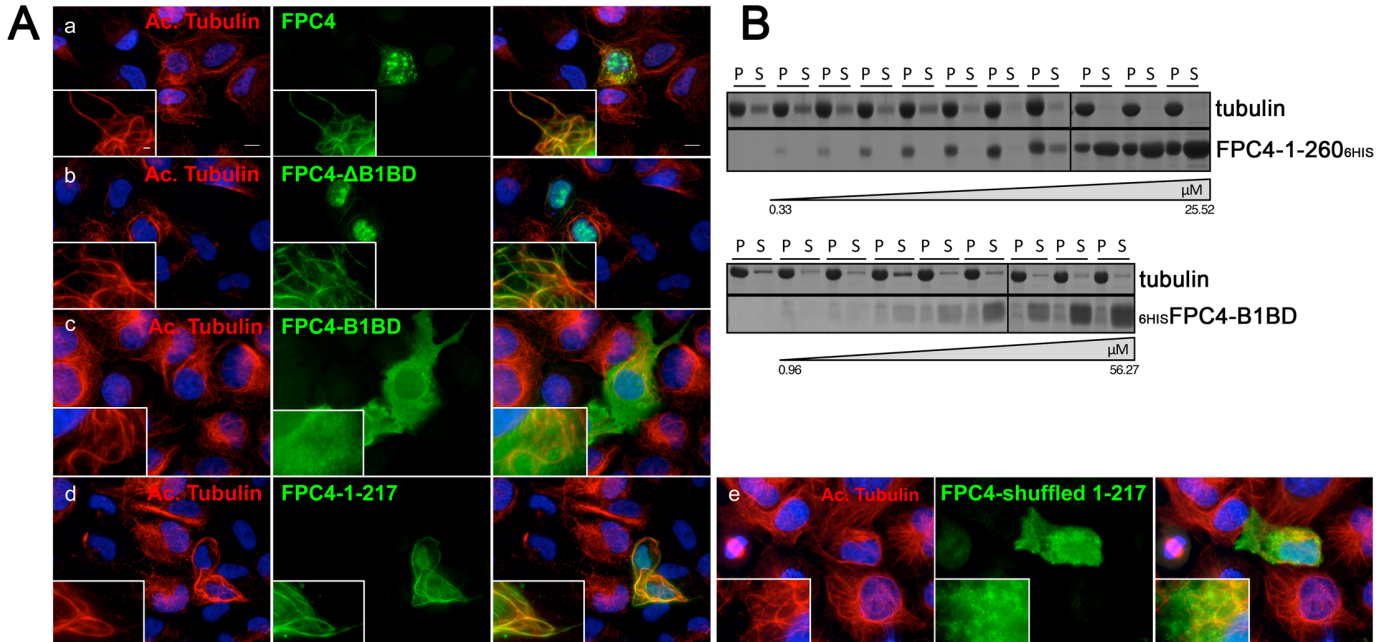 A
B
a
Ac. Tubulin
FPC4
b
Ac. Tubulin
FPC4-ΔB1BD
c
Ac. Tubulin
FPC4-B1BD
d
Ac. Tubulin
FPC4-1-217
P S P S P S P S P S P S P S P S P S P S P S
tubulin
FPC4-1-260 6HIS
µM
0.33
25.52
P S P S P S P S P S P S P S P S P S
tubulin
6HIS FPC4-B1BD
µM
0.96
56.27
e
Ac. Tubulin
FPC4-shuffled 1-217